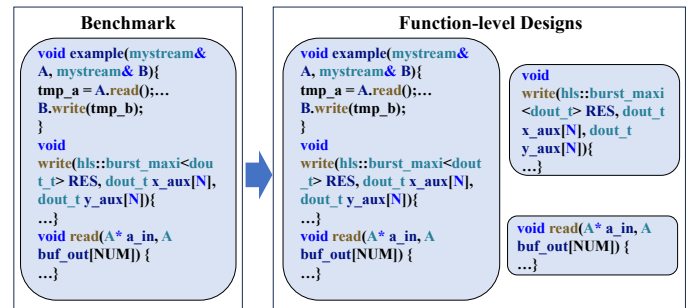 Benchmark
void example(mystream&
A, mystream& B){
tmp_a = A.read();…
B.write(tmp_b);
}
void
write(hls::burst_maxi<dou
t_t> RES, dout_t x_aux[N],
dout_t y_aux[N]){
…}
void read(A* a_in, A
buf_out[NUM]) {
…}
Function-level Designs
void example(mystream&
A, mystream& B){
tmp_a = A.read();…
B.write(tmp_b);
}
void
write(hls::burst_maxi<dout
_t> RES, dout_t x_aux[N],
dout_t y_aux[N]){
…}
void read(A* a_in, A
buf_out[NUM]) {
…}
void
write(hls::burst_maxi
<dout_t> RES, dout_t
x_aux[N], dout_t
y_aux[N]){
…}
void read(A* a_in, A
buf_out[NUM]) {
…}